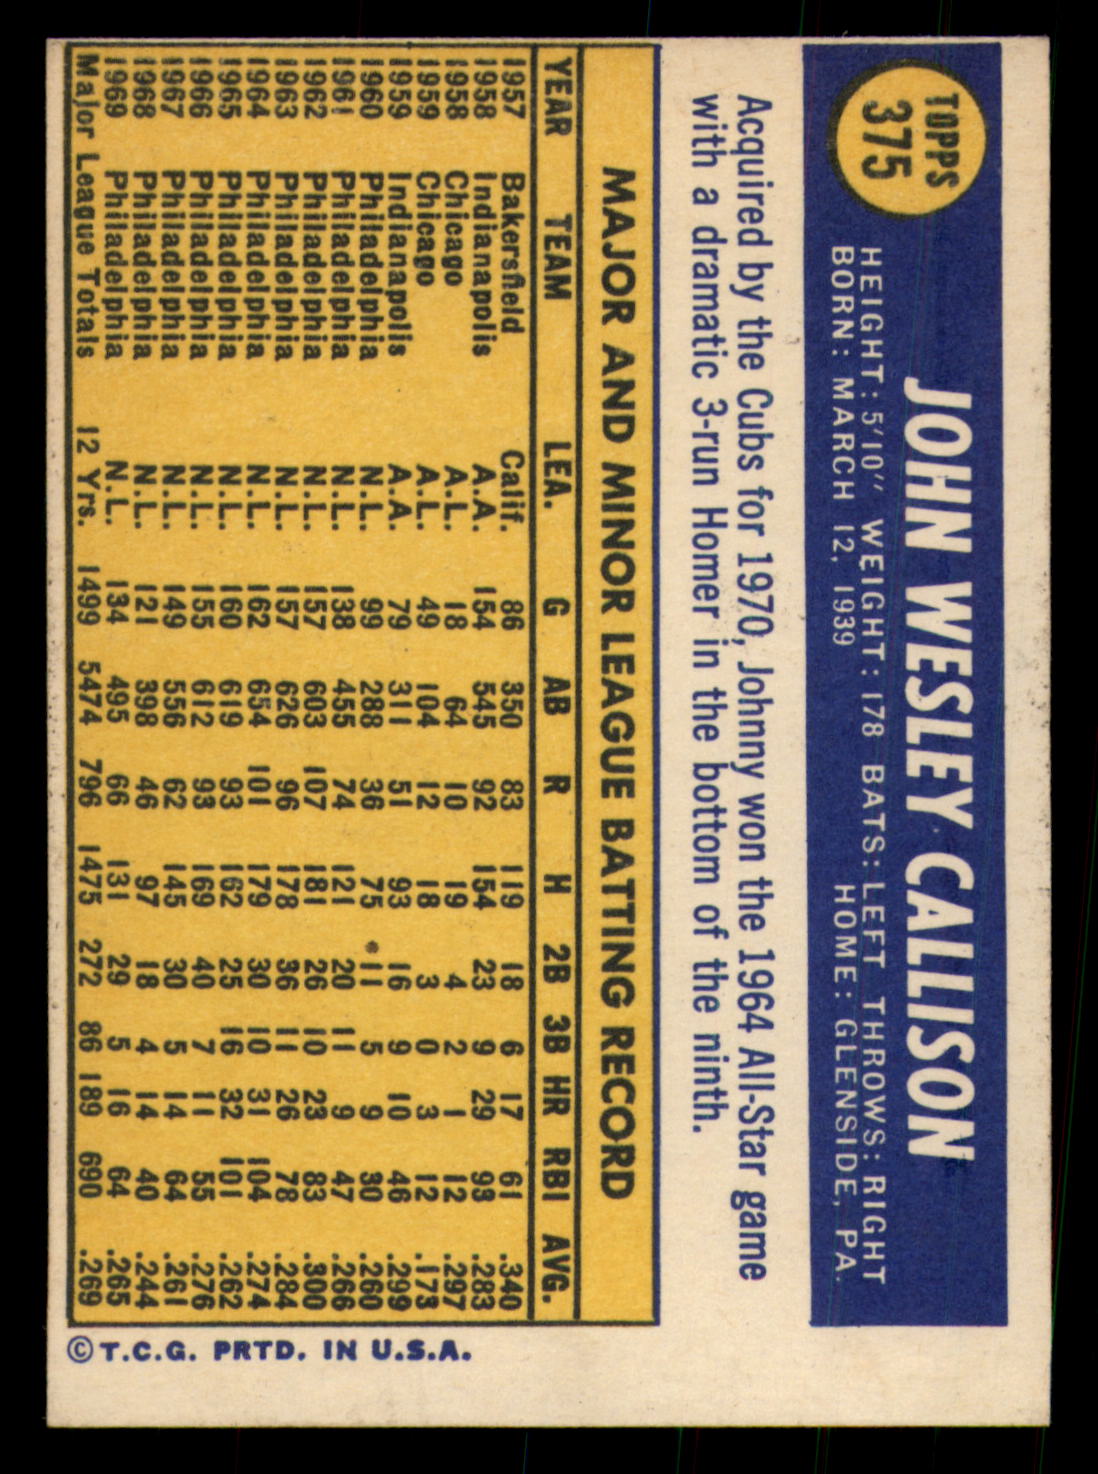 TOPPS
375
JOHN WESLEY CALLISON
HEIGHT: 5'10" WEIGHT: 178 BATS: LEFT THROWS: RIGHT
BORN: MARCH 12, 1939 HOME: GLENSIDE, PA.
Acquired by the Cubs for 1970, Johnny won the 1964 All-Star game
with a dramatic 3-run Homer in the bottom of the ninth.
MAJOR AND MINOR LEAGUE BATTING RECORD
YEAR TEAM LEA. G AB R H 2B 3B HR RBI AVG.
1957 Bakersfield Calif. 86 350 83 119 18 6 17 61 .340
1958 Indianapolis A.A. 154 545 92 154 23 9 29 93 .283
1958 Chicago A.L. 18 64 10 19 4 2 1 12 .297
1959 Chicago A.L. 49 104 12 18 3 0 3 12 .173
1959 Indianapolis A.A. 79 311 51 93 16 9 10 46 .299
1960 Philadelphia N.L. 99 288 36 75 11 5 9 30 .260
1961 Philadelphia N.L. 138 455 74 121 20 11 9 47 .266
1962 Philadelphia N.L. 157 603 107 181 26 10 23 83 .300
1963 Philadelphia N.L. 157 626 96 178 36 11 26 78 .284
1964 Philadelphia N.L. 162 654 101 179 30 10 31 104 .274
1965 Philadelphia N.L. 160 619 93 162 25 16 32 101 .262
1966 Philadelphia N.L. 155 612 93 169 40 7 11 55 .276
1967 Philadelphia N.L. 149 556 62 145 30 5 14 64 .261
1968 Philadelphia N.L. 121 398 46 97 18 4 14 40 .244
1969 Philadelphia N.L. 134 495 66 131 29 5 16 64 .265
Major League Totals 12 Yrs. 1499 5474 796 1475 272 86 189 690 .269
©T.C.G. PRTD. IN U.S.A.